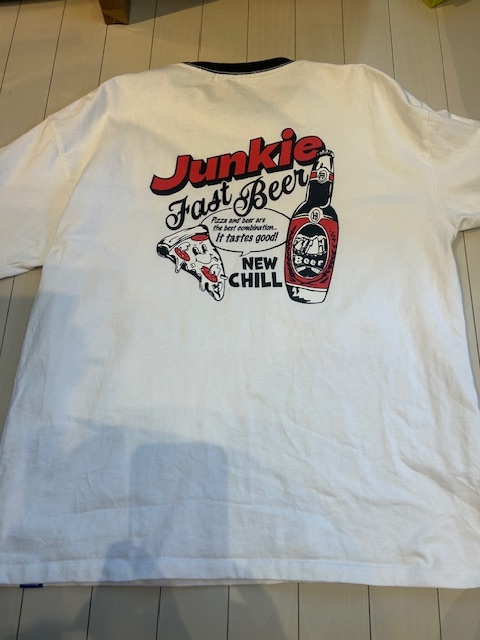 Junkie
Fast Beer
Pizza and beer are
the best combination...
It tastes good!
NEW
CHILL
Beer